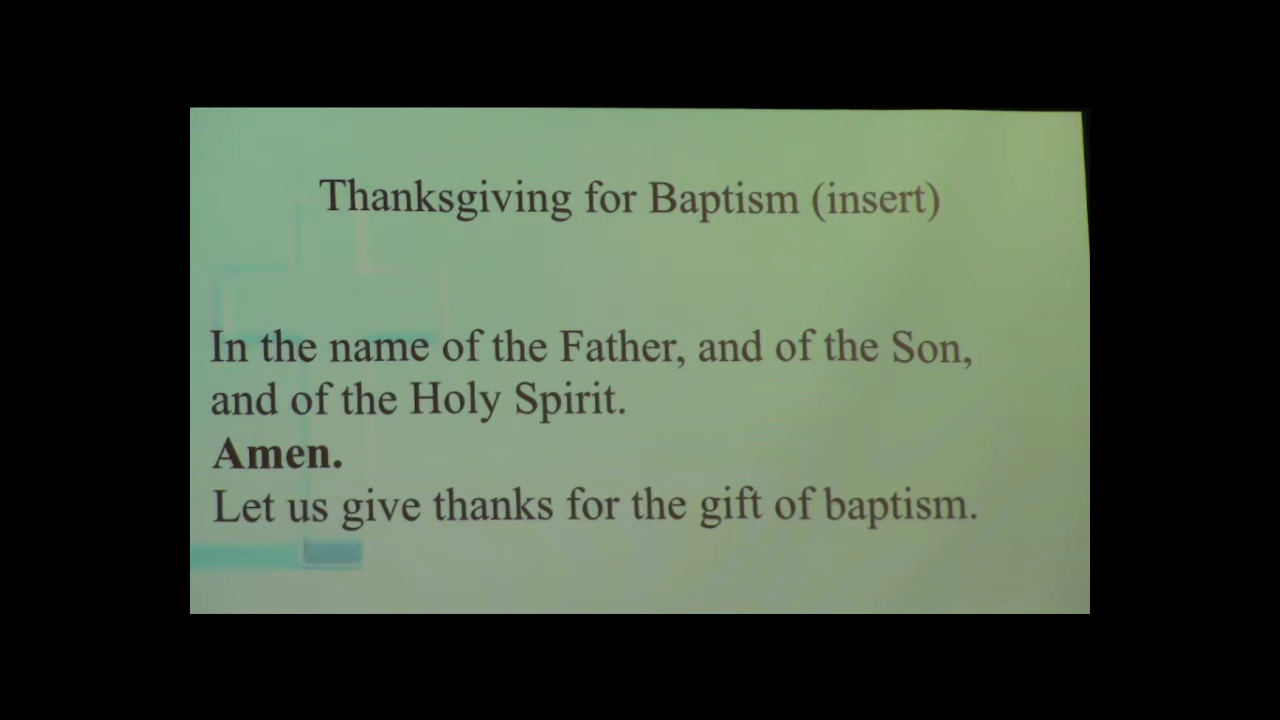 Thanksgiving for Baptism (insert)
In the name of the Father, and of the Son,
and of the Holy Spirit.
Amen.
Let us give thanks for the gift of baptism.